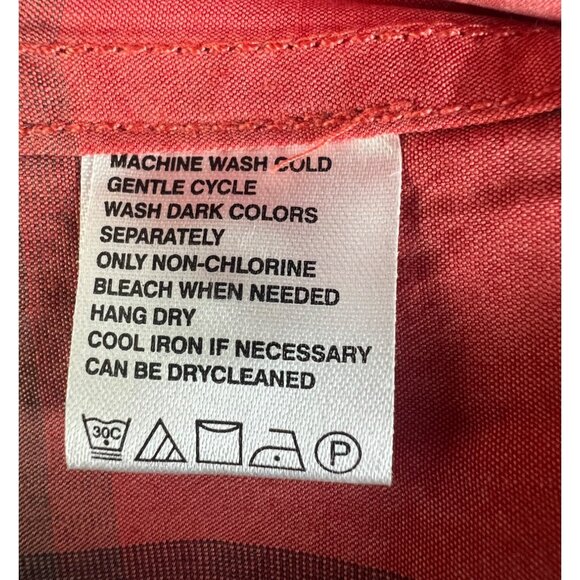 MACHINE WASH COLD
GENTLE CYCLE
WASH DARK COLORS
SEPARATELY
ONLY NON-CHLORINE
BLEACH WHEN NEEDED
HANG DRY
COOL IRON IF NECESSARY
CAN BE DRYCLEANED
30C P